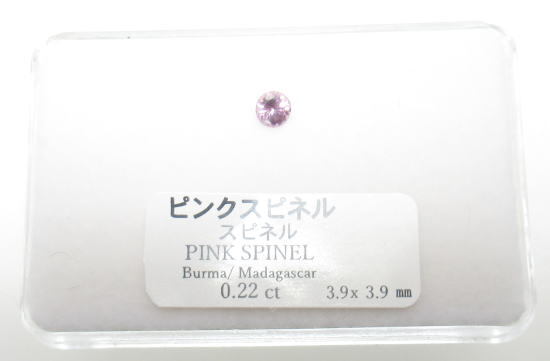 ピンクスピネル
スピネル
PINK SPINEL
Burma/ Madagascar
0.22 ct 3.9x 3.9 ㎜